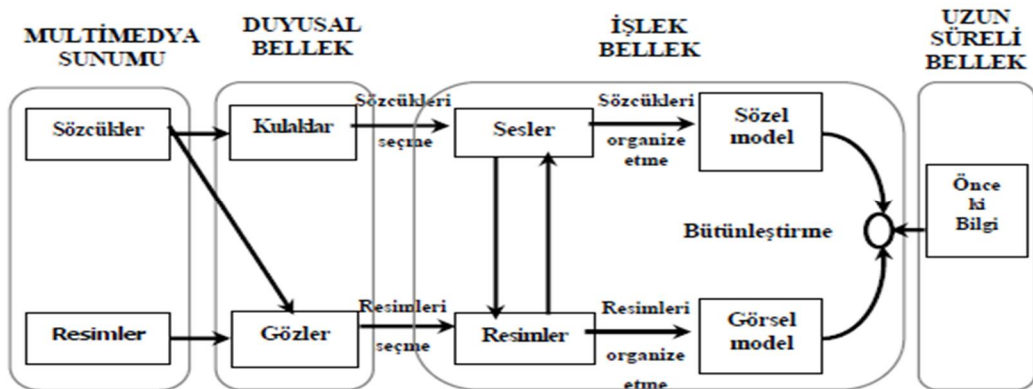 MULTİMEDYA
SUNUMU
DUYUSAL
BELLEK
İŞLEK
BELLEK
UZUN
SÜRELİ
BELLEK
Sözcükler
Kulaklar
Sözcükleri
seçme
Sesler
Sözcükleri
organize
etme
Sözel
model
Önce
ki
Bilgi
Bütünleştirme
Resimler
Gözler
Resimleri
seçme
Resimler
Resimleri
organize
etme
Görsel
model